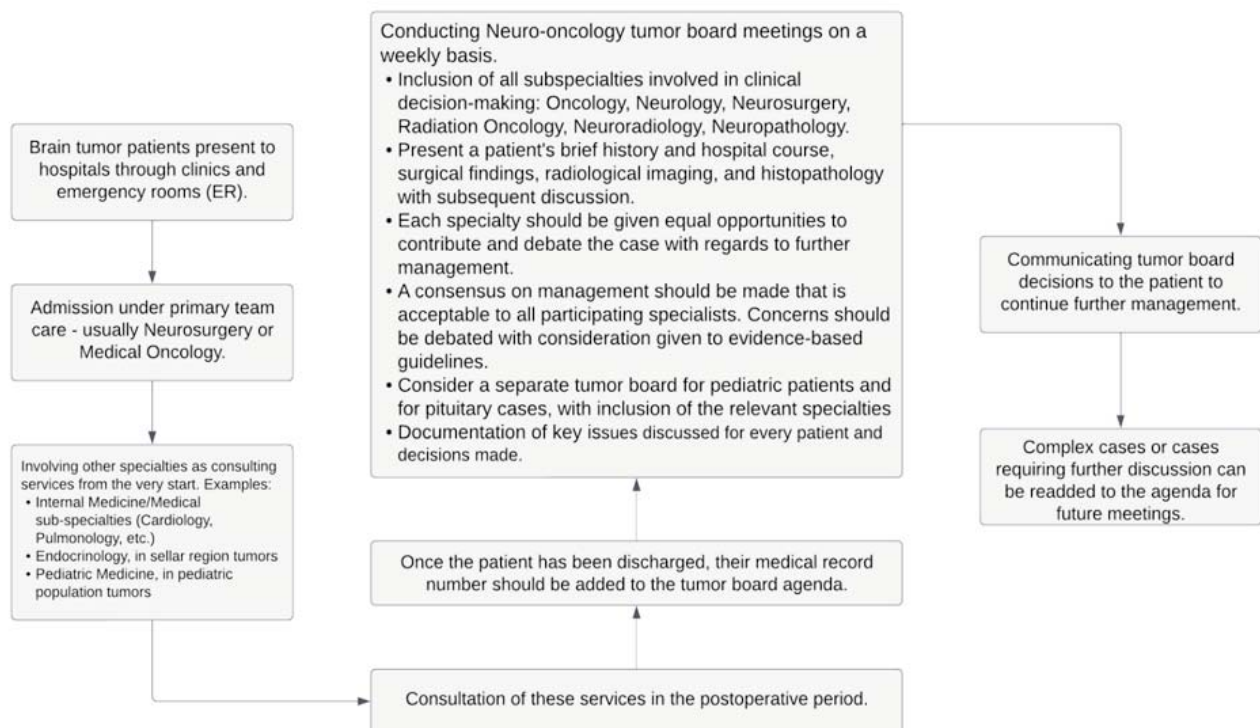 Brain tumor patients present to
hospitals through clinics and
emergency rooms (ER).
Admission under primary team
care - usually Neurosurgery or
Medical Oncology.
Involving other specialties as consulting
services from the very start. Examples:
• Internal Medicine/Medical
sub-specialties (Cardiology,
Pulmonology, etc.)
• Endocrinology, in sellar region tumors
• Pediatric Medicine, in pediatric
population tumors
Consultation of these services in the postoperative period.
Once the patient has been discharged, their medical record
number should be added to the tumor board agenda.
Conducting Neuro-oncology tumor board meetings on a
weekly basis.
• Inclusion of all subspecialties involved in clinical
decision-making: Oncology, Neurology, Neurosurgery,
Radiation Oncology, Neuroradiology, Neuropathology.
• Present a patient's brief history and hospital course,
surgical findings, radiological imaging, and histopathology
with subsequent discussion.
• Each specialty should be given equal opportunities to
contribute and debate the case with regards to further
management.
• A consensus on management should be made that is
acceptable to all participating specialists. Concerns should
be debated with consideration given to evidence-based
guidelines.
• Consider a separate tumor board for pediatric patients and
for pituitary cases, with inclusion of the relevant specialties
• Documentation of key issues discussed for every patient and
decisions made.
Communicating tumor board
decisions to the patient to
continue further management.
Complex cases or cases
requiring further discussion can
be readded to the agenda for
future meetings.